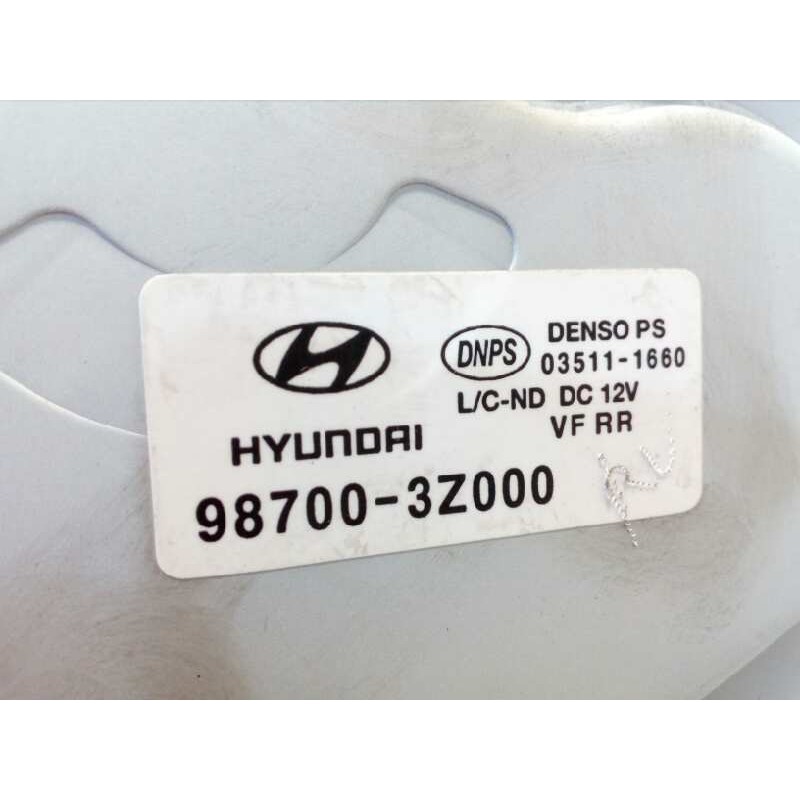 HYUNDAI
DNPS
DENSO PS
03511-1660
L/C-ND DC 12V
VF RR
98700-3Z000